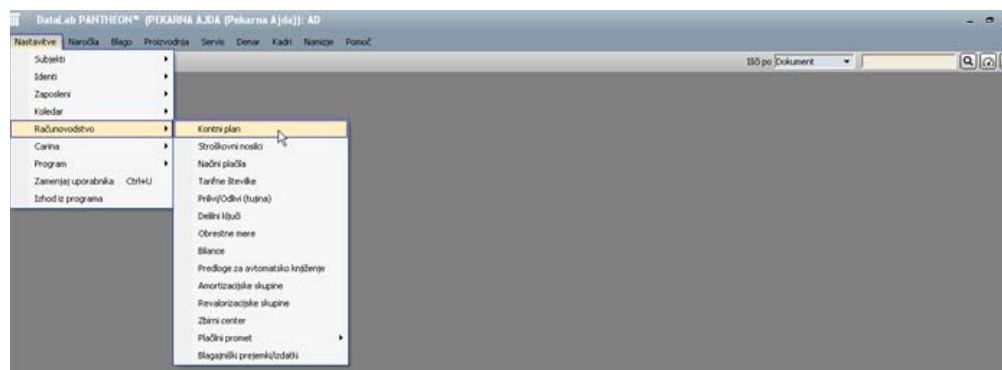 DataLab PANTHEON™ (PEKARNA AJDA (Pekarna Ajda)): AD
Nastavitve Naročila Blago Proizvodnja Servis Denar Kadri Namizje Pomoč
Išči po Dokument
Subjekti
Identi
Zaposleni
Koledar
Računovodstvo
Carina
Program
Zamenjaj uporabnika Ctrl+U
Izhod iz programa
Kontni plan
Stroškovni nosilci
Načini plačila
Tarifne številke
Prilivi/Odlivi (tujina)
Delilni ključi
Obrestne mere
Bilance
Predloge za avtomatsko knjiženje
Amortizacijske skupine
Revalorizacijske skupine
Zbirni center
Plačilni promet
Blagajniški prejemki/izdatki